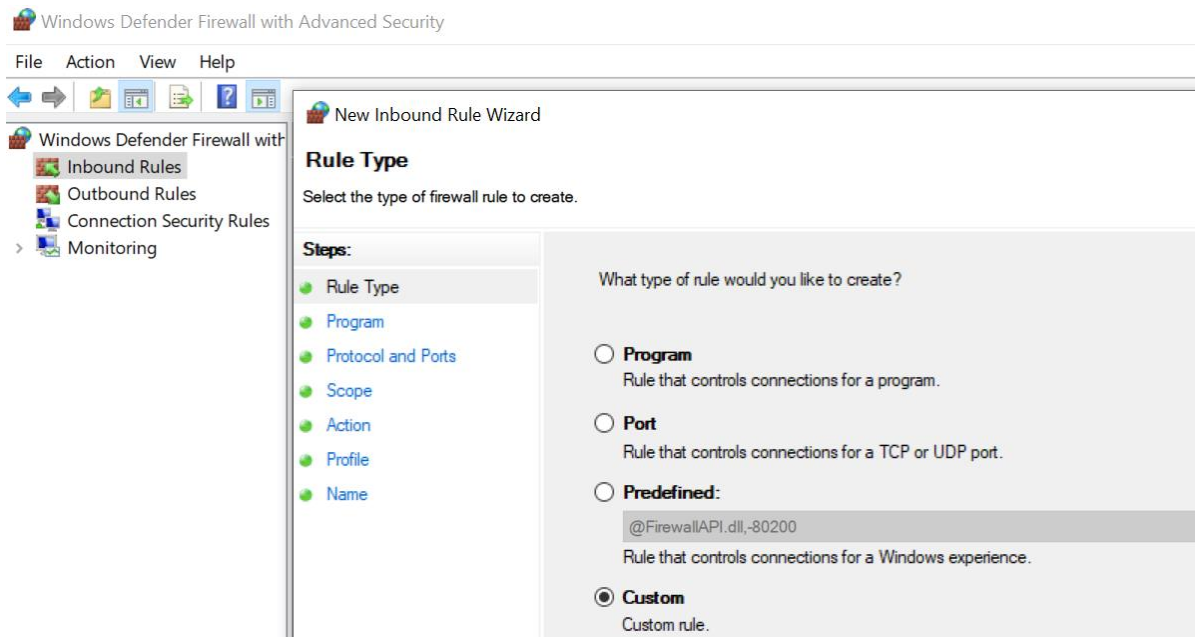 Windows Defender Firewall with Advanced Security
File Action View Help
Windows Defender Firewall with
Inbound Rules
Outbound Rules
Connection Security Rules
Monitoring
New Inbound Rule Wizard
Rule Type
Select the type of firewall rule to create.
Steps:
Rule Type
Program
Protocol and Ports
Scope
Action
Profile
Name
What type of rule would you like to create?
Program
Rule that controls connections for a program.
Port
Rule that controls connections for a TCP or UDP port.
Predefined:
@FirewallAPI.dll,-80200
Rule that controls connections for a Windows experience.
Custom
Custom rule.